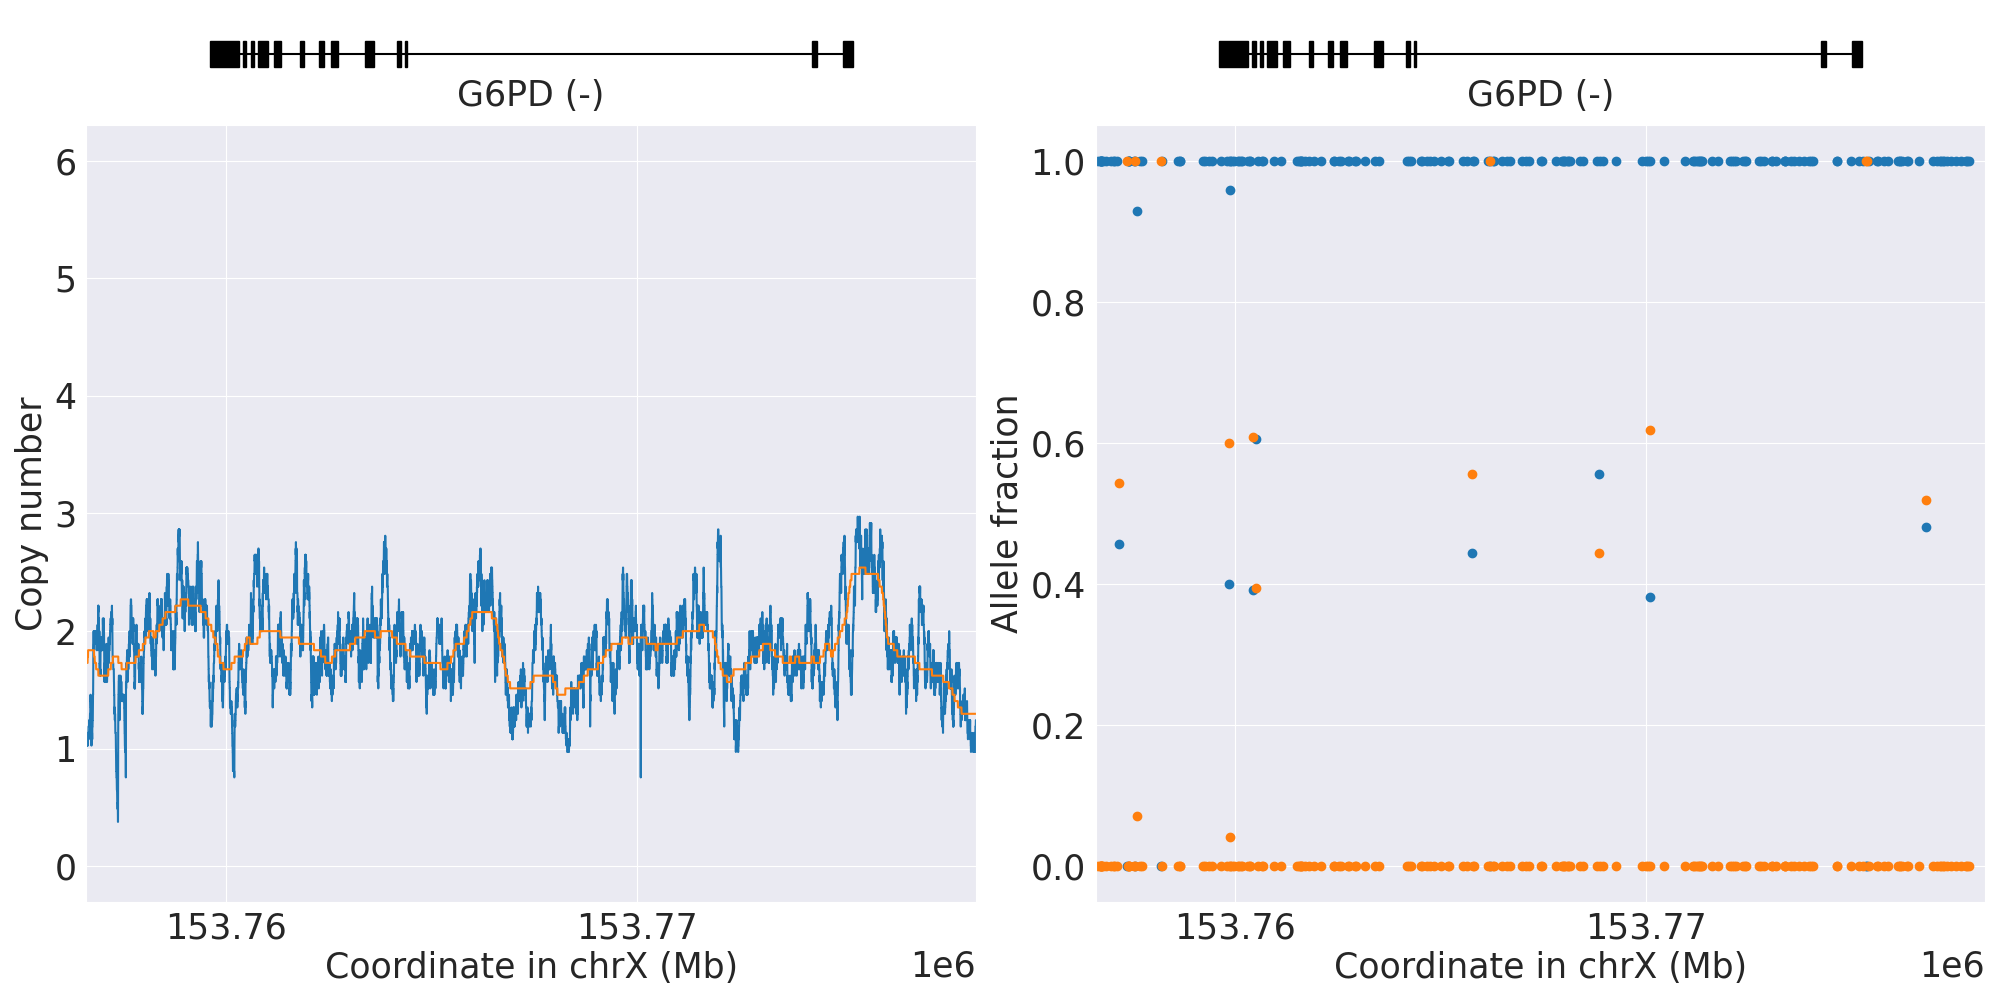 G6PD (-)
6
5
4
3
2
1
0
Copy number
153.76
153.77
Coordinate in chrX (Mb)
1e6
G6PD (-)
1.0
0.8
0.6
0.4
0.2
0.0
Allele fraction
153.76
153.77
Coordinate in chrX (Mb)
1e6